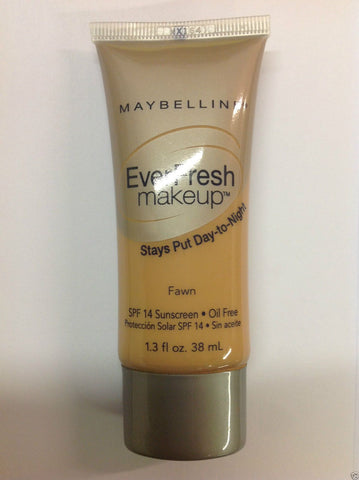 MAYBELLINE
EverFresh
makeup™
Stays Put Day-to-Night
Fawn
SPF 14 Sunscreen • Oil Free
Protección Solar SPF 14 • Sin aceite
1.3 fl oz. 38 mL